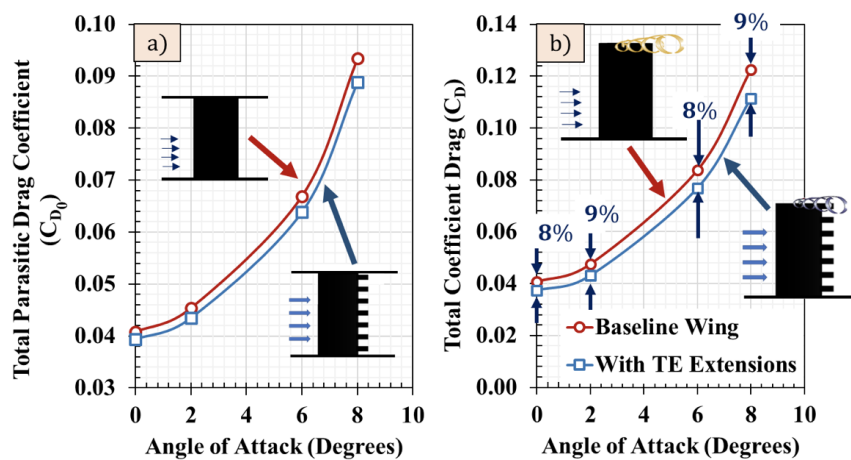 a)
0.10
0.09
0.08
0.07
0.06
0.05
0.04
0.03
Total Parasitic Drag Coefficient
(C_{D_0})
0 2 4 6 8 10
Angle of Attack (Degrees)
b)
0.14
0.12
0.10
0.08
0.06
0.04
0.02
0.00
Total Coefficient Drag (C_D)
8%
9%
8%
9%
Baseline Wing
With TE Extensions
0 2 4 6 8 10
Angle of Attack (Degrees)